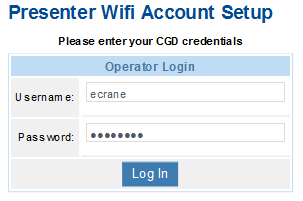 Presenter Wifi Account Setup
Please enter your CGD credentials
Operator Login
Username: ecrane
Password: ●●●●●●●●
Log In